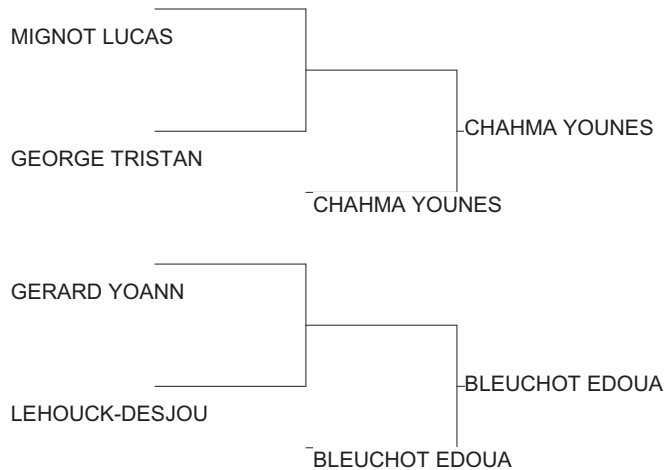 MIGNOT LUCAS
CHAHMA YOUNES
GEORGE TRISTAN
CHAHMA YOUNES
GERARD YOANN
BLEUCHOT EDOUA
LEHOUCK-DESJOU
BLEUCHOT EDOUA